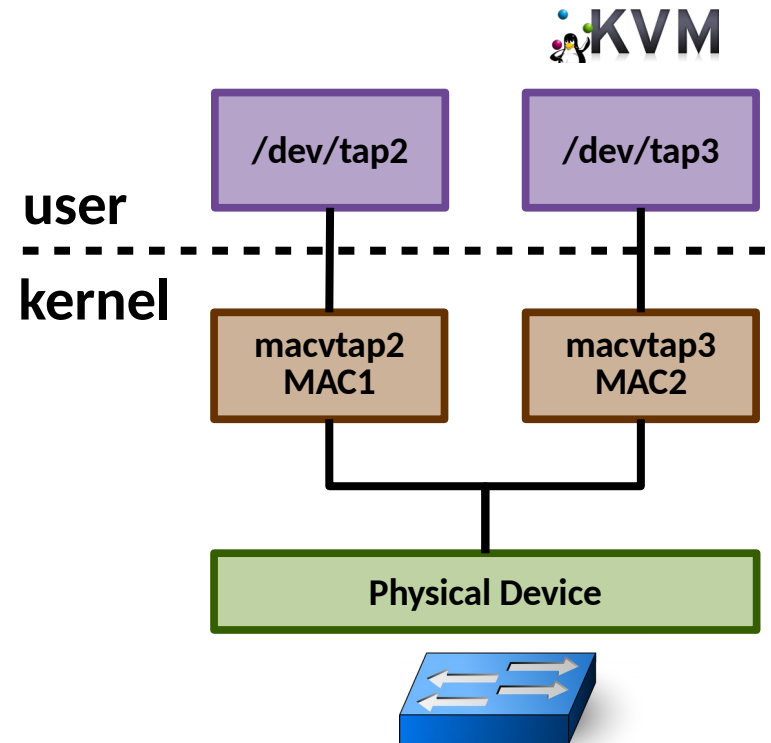 KVM
/dev/tap2
/dev/tap3
user
kernel
macvtap2
MAC1
macvtap3
MAC2
Physical Device